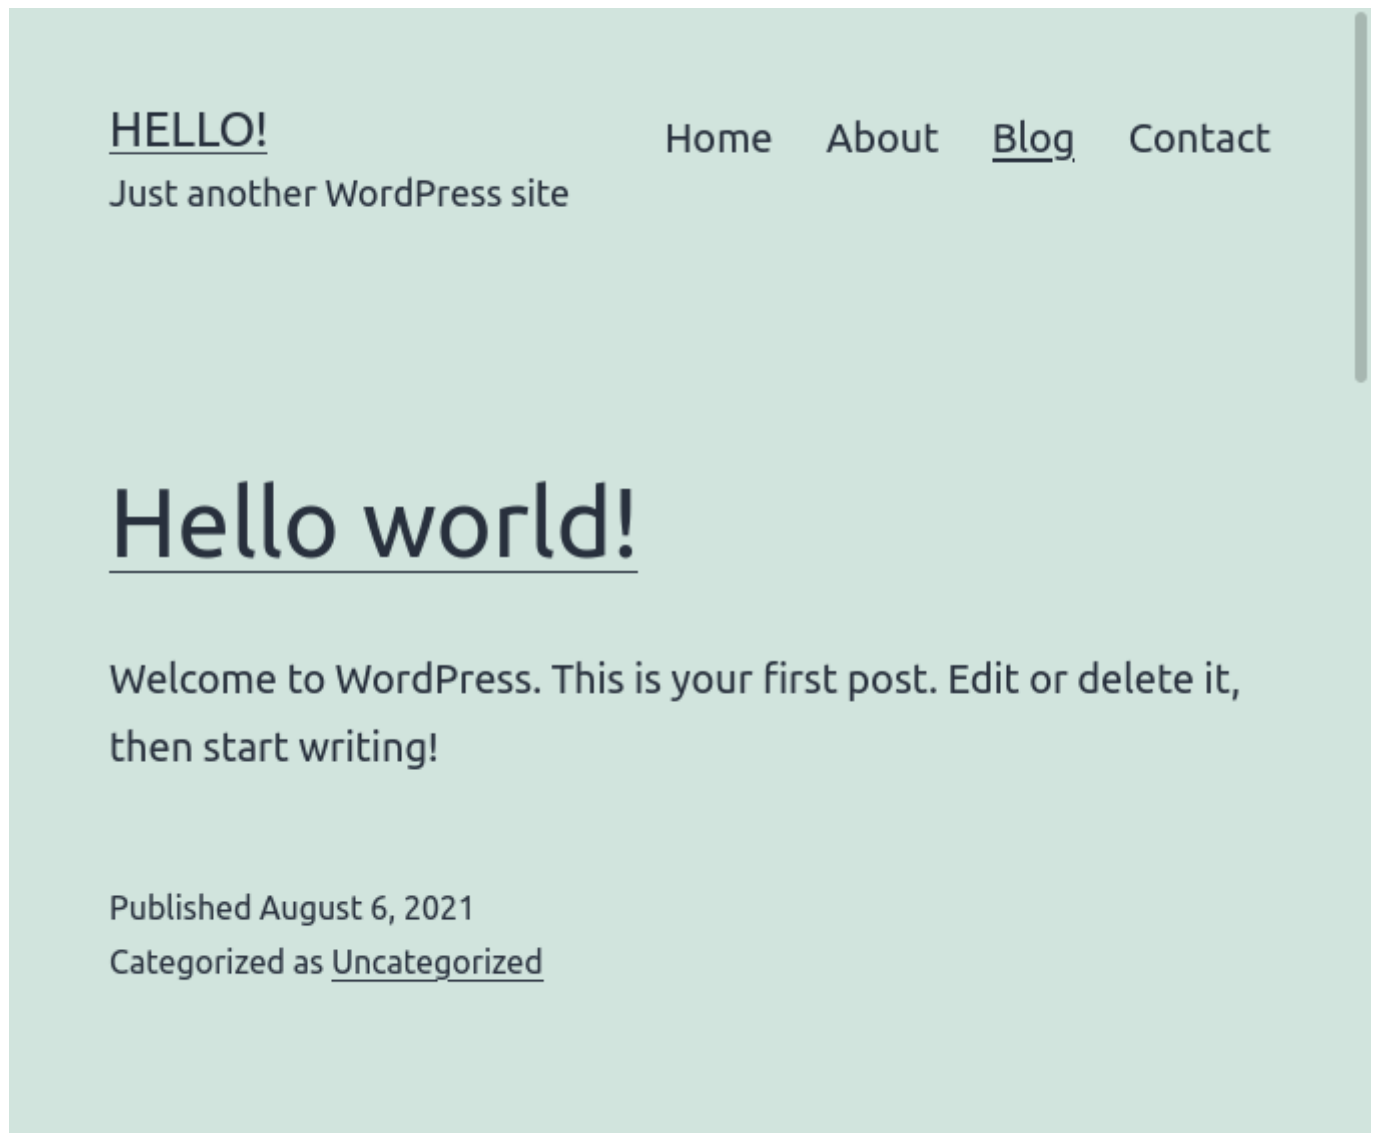 HELLO!
Home About Blog Contact
Just another WordPress site
Hello world!
Welcome to WordPress. This is your first post. Edit or delete it,
then start writing!
Published August 6, 2021
Categorized as Uncategorized